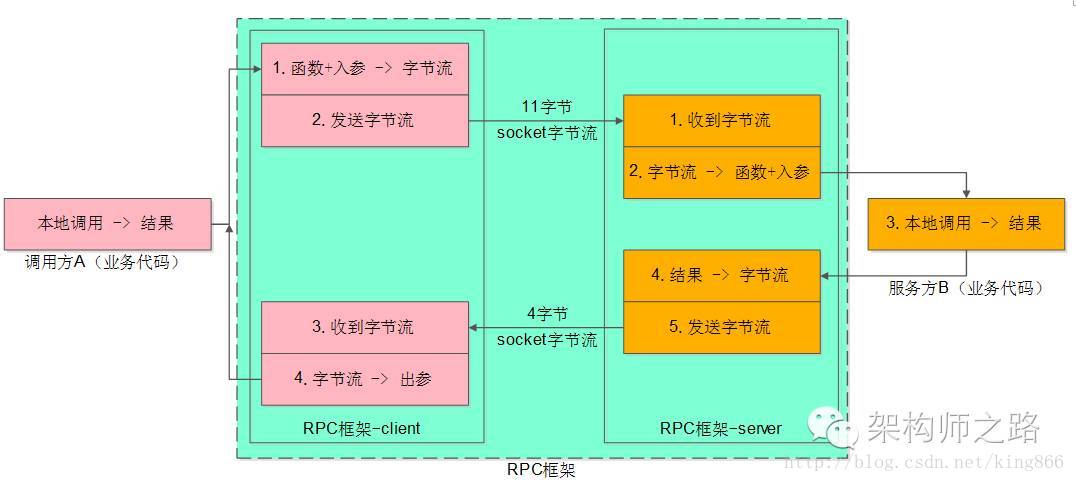 1. 函数+入参 -> 字节流
2. 发送字节流
11字节
socket字节流
1. 收到字节流
2. 字节流 -> 函数+入参
本地调用 -> 结果
调用方A（业务代码）
3. 本地调用 -> 结果
服务方B（业务代码）
4. 结果 -> 字节流
5. 发送字节流
4字节
socket字节流
3. 收到字节流
4. 字节流 -> 出参
RPC框架-client
RPC框架-server
RPC框架
架构师之路
http://blog.csdn.net/king866